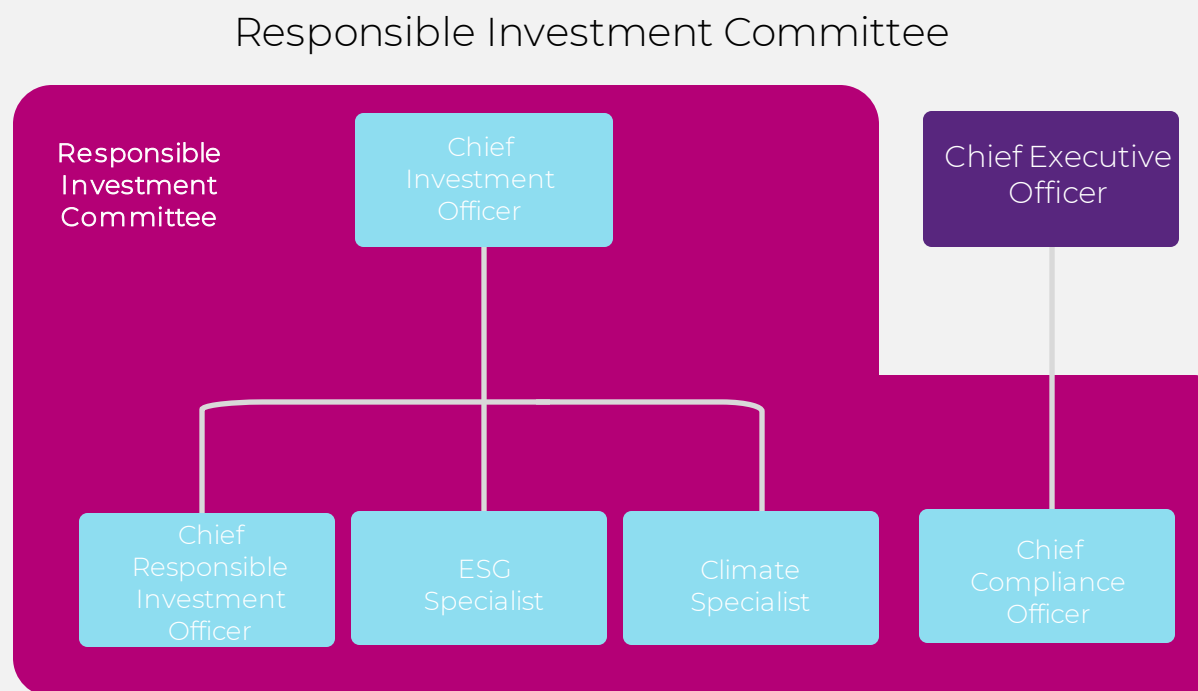 Responsible Investment Committee
Responsible
Investment
Committee
Chief
Investment
Officer
Chief Executive
Officer
Chief
Responsible
Investment
Officer
ESG
Specialist
Climate
Specialist
Chief
Compliance
Officer